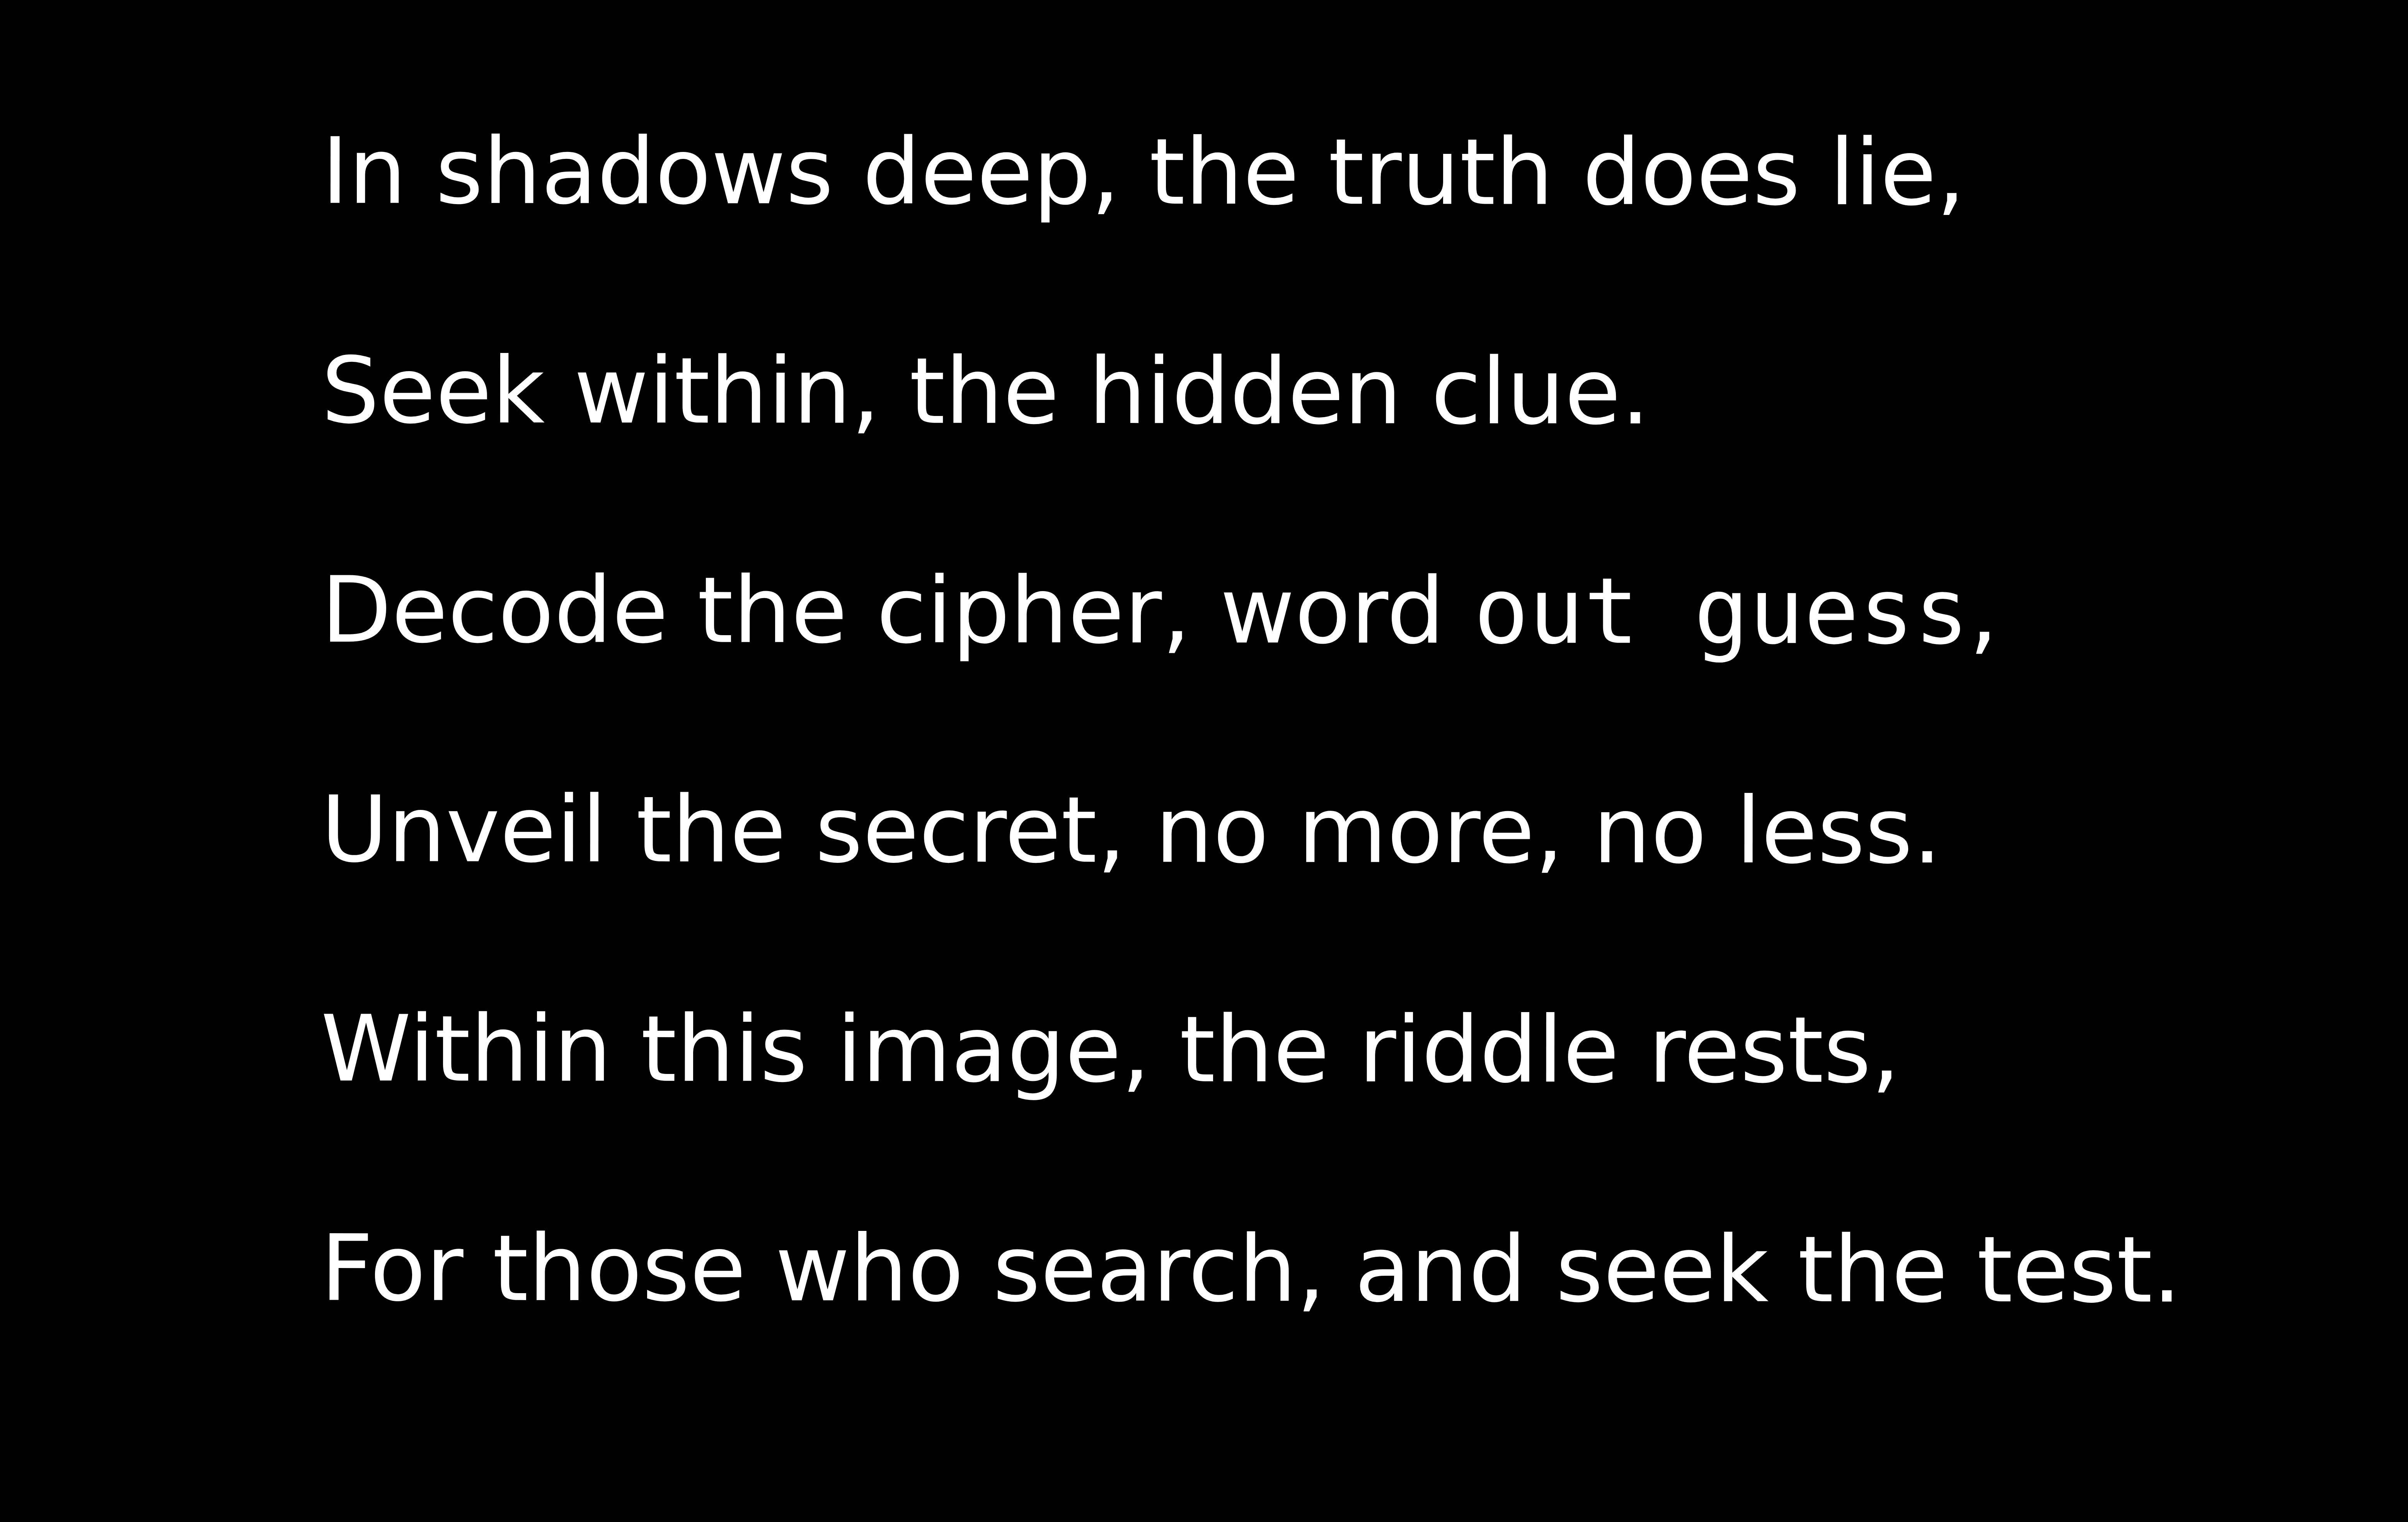 In shadows deep, the truth does lie,
Seek within, the hidden clue.
Decode the cipher, word out guess,
Unveil the secret, no more, no less.
Within this image, the riddle rests,
For those who search, and seek the test.